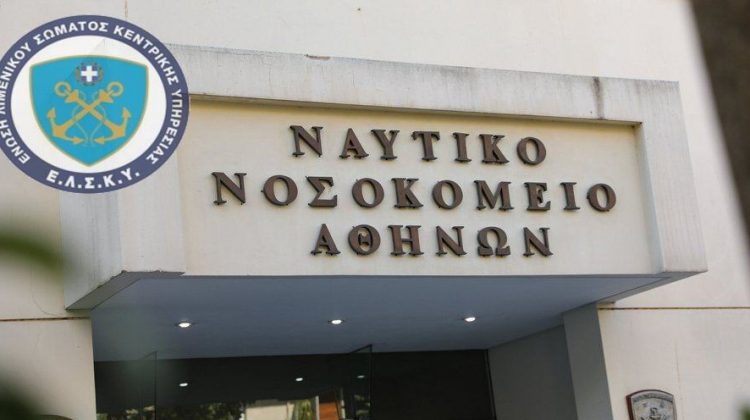 ΕΝΩΣΗ ΛΙΜΕΝΙΚΟΥ ΣΩΜΑΤΟΣ ΚΕΝΤΡΙΚΗΣ ΥΠΗΡΕΣΙΑΣ
Ε.Λ.Σ.Κ.Υ.
ΝΑΥΤΙΚΟ
ΝΟΣΟΚΟΜΕΙΟ
ΑΘΗΝΩΝ